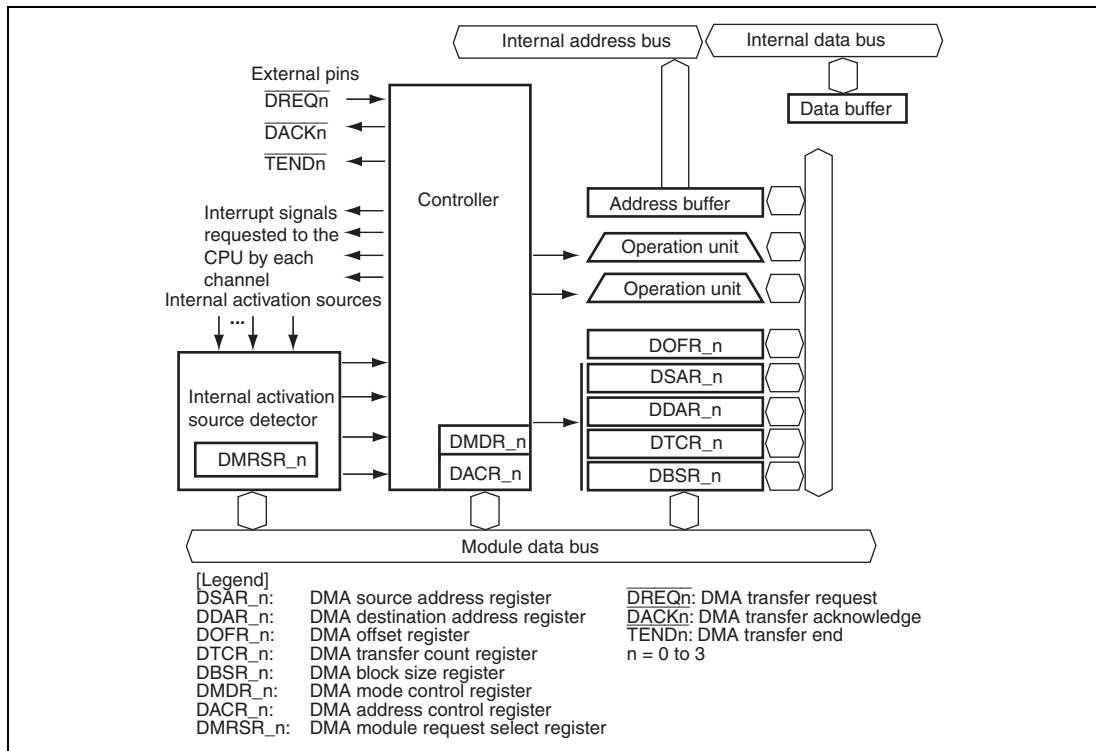 Internal address bus
Internal data bus
External pins
DREQn
DACKn
TENDn
Data buffer
Controller
Address buffer
Interrupt signals
requested to the
CPU by each
channel
Operation unit
Operation unit
Internal activation sources
...
DOFR_n
DSAR_n
DDAR_n
DTCR_n
DBSR_n
Internal activation
source detector
DMRSR_n
DMDR_n
DACR_n
Module data bus
[Legend]
DSAR_n: DMA source address register
DDAR_n: DMA destination address register
DOFR_n: DMA offset register
DTCR_n: DMA transfer count register
DBSR_n: DMA block size register
DMDR_n: DMA mode control register
DACR_n: DMA address control register
DMRSR_n: DMA module request select register
DREQn: DMA transfer request
DACKn: DMA transfer acknowledge
TENDn: DMA transfer end
n = 0 to 3